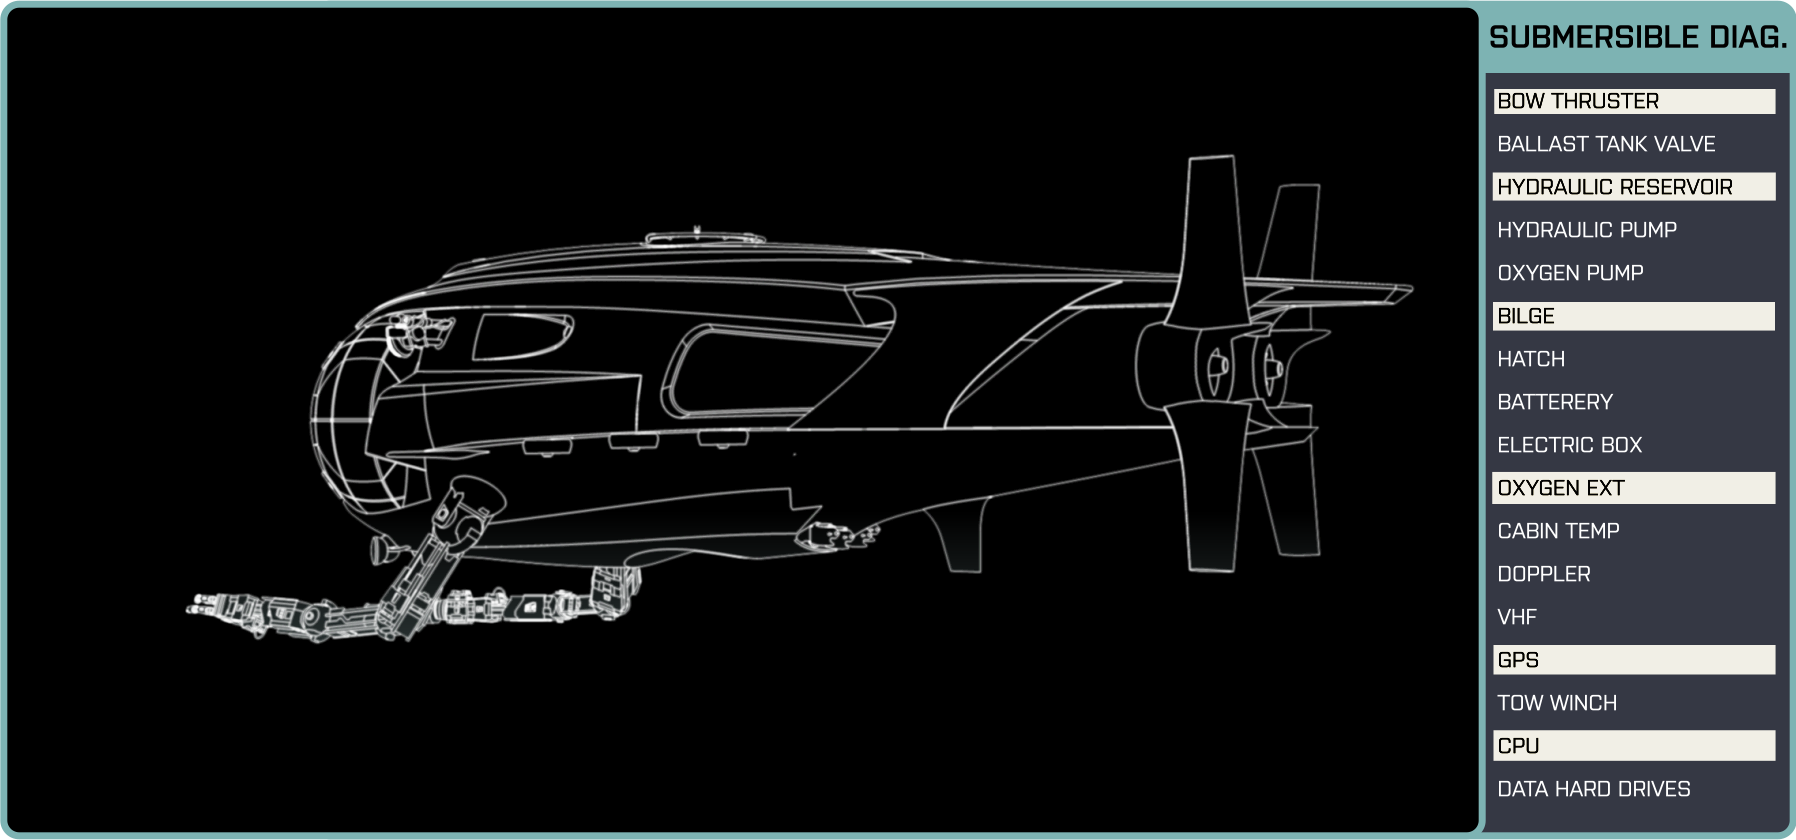 SUBMERSIBLE DIAG.
BOW THRUSTER
BALLAST TANK VALVE
HYDRAULIC RESERVOIR
HYDRAULIC PUMP
OXYGEN PUMP
BILGE
HATCH
BATTERERY
ELECTRIC BOX
OXYGEN EXT
CABIN TEMP
DOPPLER
VHF
GPS
TOW WINCH
CPU
DATA HARD DRIVES